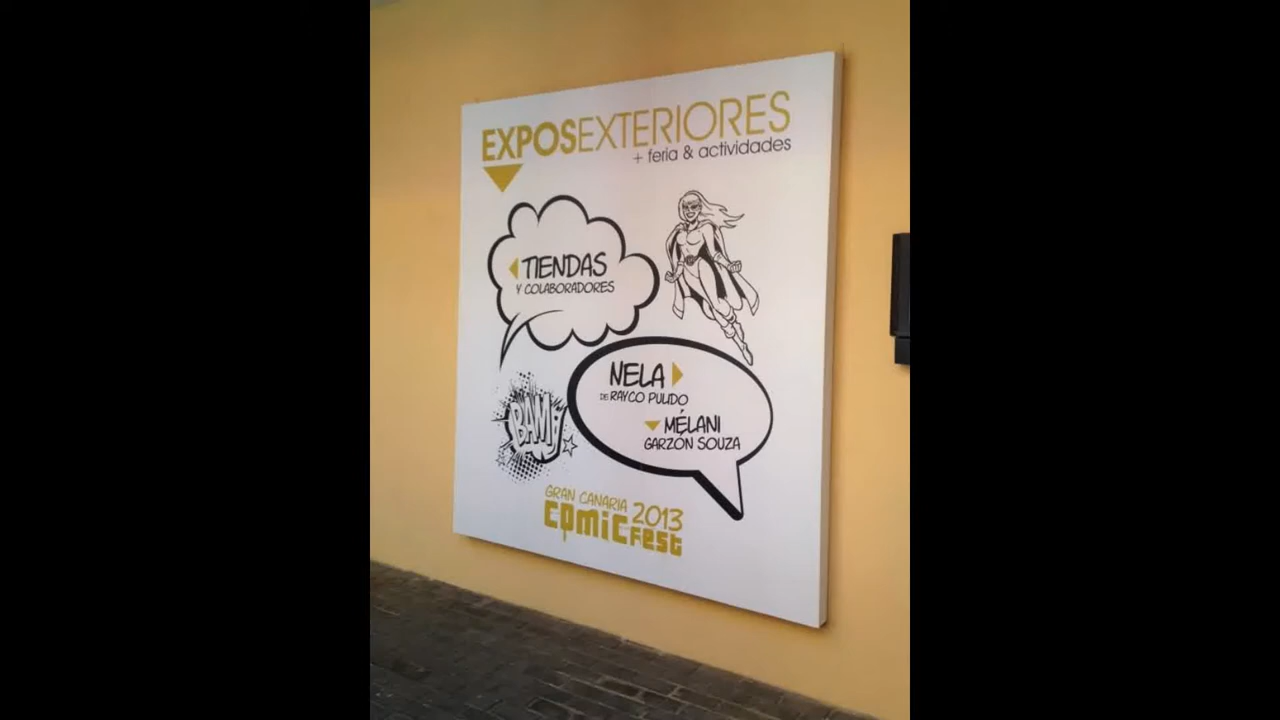 EXPOSEXTERIORES
+ feria & actividades
TIENDAS
Y COLABORADORES
NELA
DE RAYCO PULIDO
MÉLANI
GARZÓN SOUZA
BAM!
GRAN CANARIA
2013
COMIC FEST